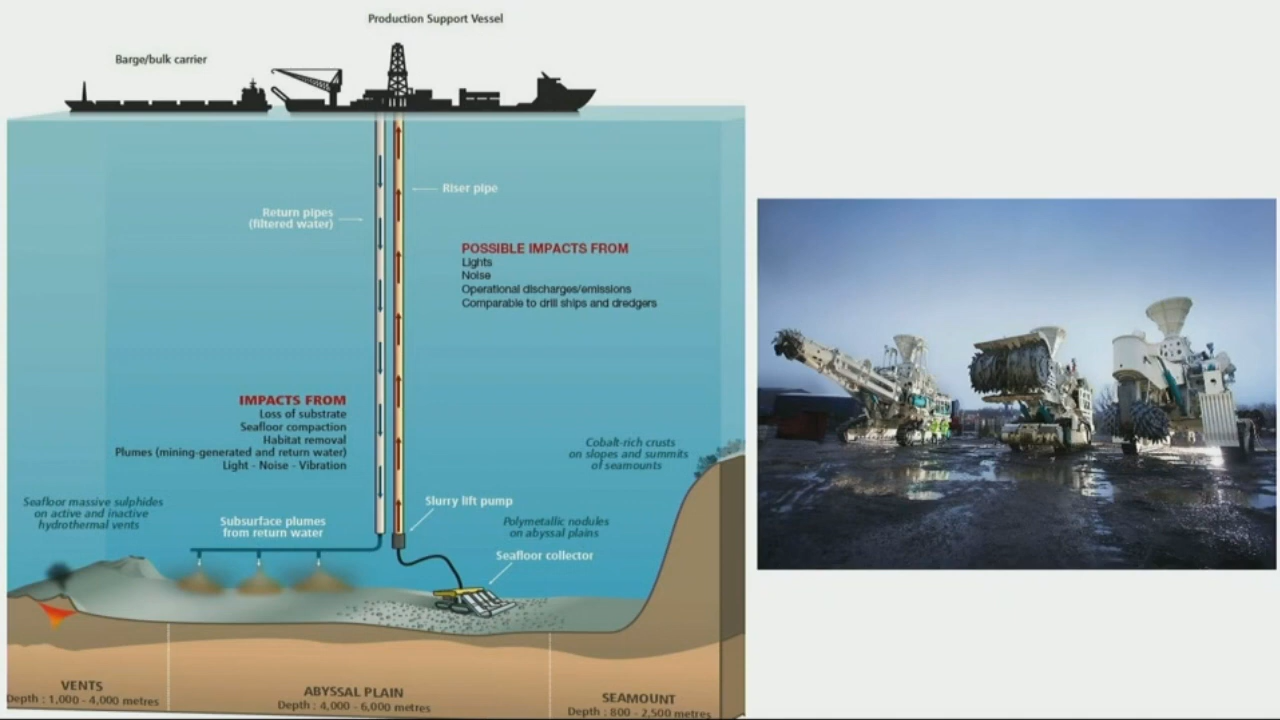 Production Support Vessel
Barge/bulk carrier
Riser pipe
Return pipes
(filtered water)
POSSIBLE IMPACTS FROM
Lights
Noise
Operational discharges/emissions
Comparable to drill ships and dredgers
IMPACTS FROM
Loss of substrate
Seafloor compaction
Habitat removal
Plumes (mining-generated and return water)
Light - Noise - Vibration
Cobalt-rich crusts
on slopes and summits
of seamounts
Seafloor massive sulphides
on active and inactive
hydrothermal vents
Slurry lift pump
Subsurface plumes
from return water
Polymetallic nodules
on abyssal plains
Seafloor collector
VENTS
Depth : 1,000 - 4,000 metres
ABYSSAL PLAIN
Depth : 4,000 - 6,000 metres
SEAMOUNT
Depth : 800 - 2,500 metres